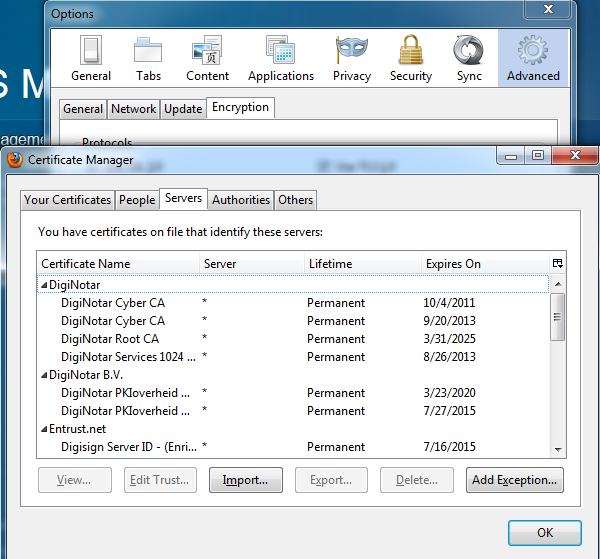 Options
General Tabs Content Applications Privacy Security Sync Advanced
General Network Update Encryption
Protocols
Certificate Manager
Your Certificates People Servers Authorities Others
You have certificates on file that identify these servers:
Certificate Name Server Lifetime Expires On
DigiNotar
DigiNotar Cyber CA * Permanent 10/4/2011
DigiNotar Cyber CA * Permanent 9/20/2013
DigiNotar Root CA * Permanent 3/31/2025
DigiNotar Services 1024 ... * Permanent 8/26/2013
DigiNotar B.V.
DigiNotar PKIoverheid ... * Permanent 3/23/2020
DigiNotar PKIoverheid ... * Permanent 7/27/2015
Entrust.net
Digisign Server ID - (Enri... * Permanent 7/16/2015
View... Edit Trust... Import... Export... Delete... Add Exception...
OK